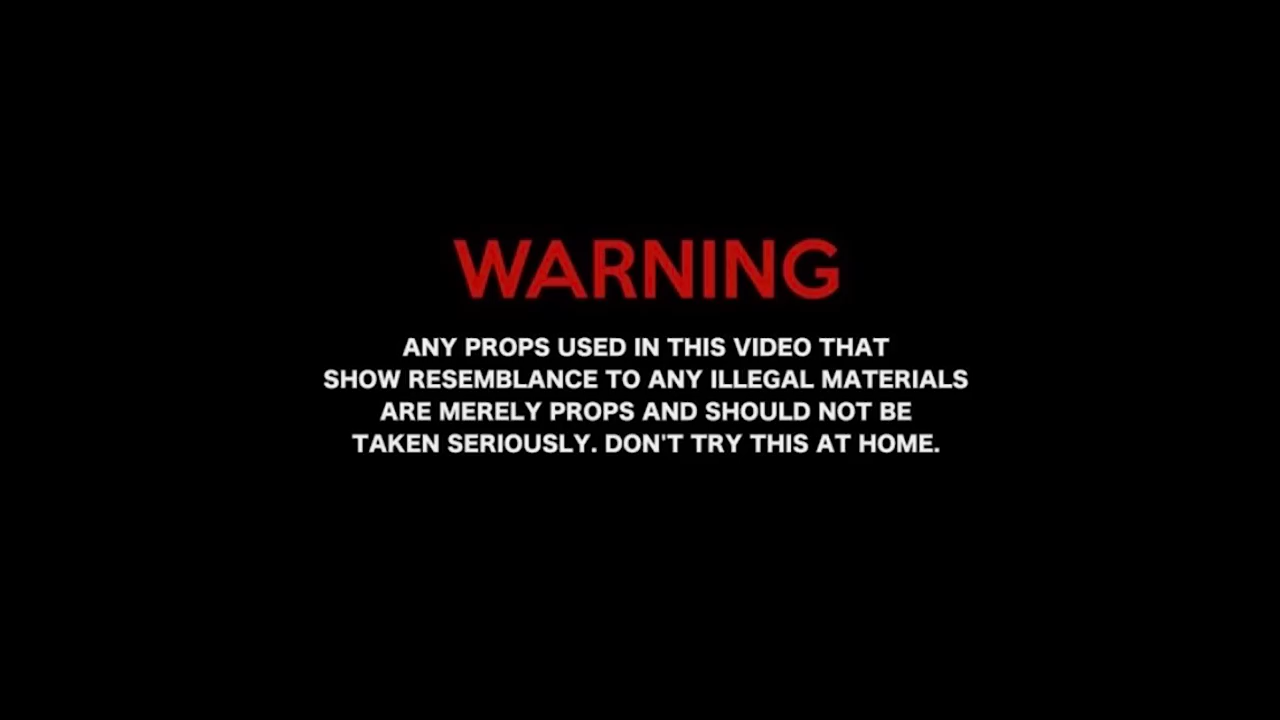 WARNING
ANY PROPS USED IN THIS VIDEO THAT
SHOW RESEMBLANCE TO ANY ILLEGAL MATERIALS
ARE MERELY PROPS AND SHOULD NOT BE
TAKEN SERIOUSLY. DON'T TRY THIS AT HOME.